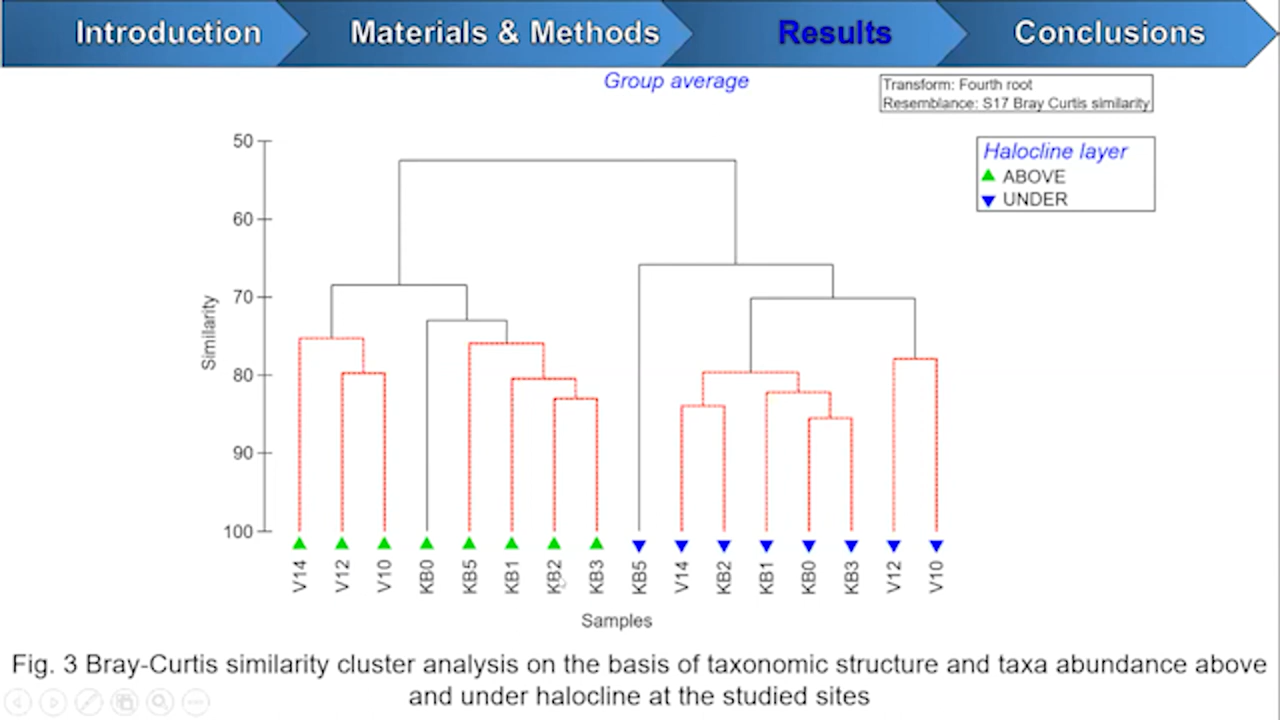 Introduction
Materials & Methods
Results
Conclusions
Group average
Transform: Fourth root
Resemblance: S17 Bray Curtis similarity
Halocline layer
ABOVE
UNDER
Similarity
50
60
70
80
90
100
V14
V12
V10
KB0
KB5
KB1
KB2
KB3
KB5
V14
KB2
KB1
KB0
KB3
V12
V10
Samples
Fig. 3 Bray-Curtis similarity cluster analysis on the basis of taxonomic structure and taxa abundance above
and under halocline at the studied sites